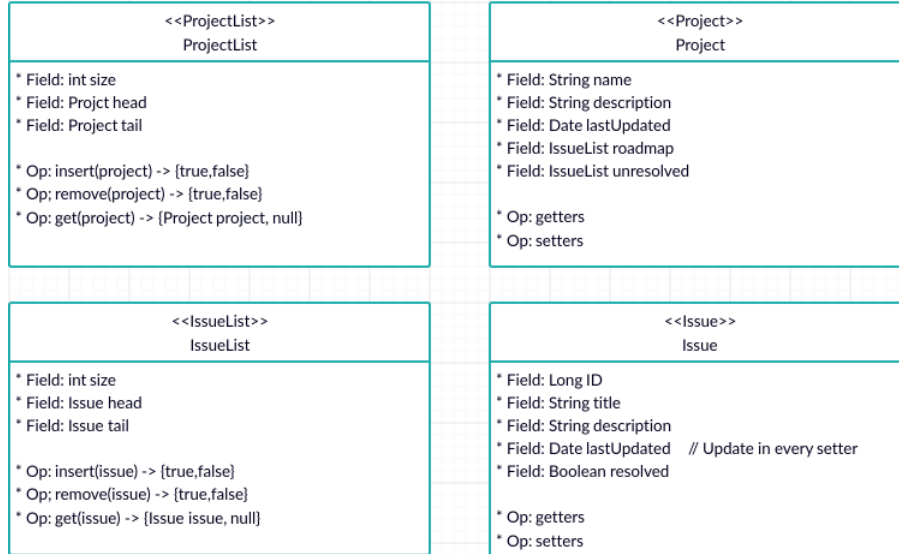 <<ProjectList>>
ProjectList
* Field: int size
* Field: Projct head
* Field: Project tail
* Op: insert(project) -> {true,false}
* Op; remove(project) -> {true,false}
* Op: get(project) -> {Project project, null}
<<Project>>
Project
* Field: String name
* Field: String description
* Field: Date lastUpdated
* Field: IssueList roadmap
* Field: IssueList unresolved
* Op: getters
* Op: setters
<<IssueList>>
IssueList
* Field: int size
* Field: Issue head
* Field: Issue tail
* Op: insert(issue) -> {true,false}
* Op; remove(issue) -> {true,false}
* Op: get(issue) -> {Issue issue, null}
<<Issue>>
Issue
* Field: Long ID
* Field: String title
* Field: String description
* Field: Date lastUpdated // Update in every setter
* Field: Boolean resolved
* Op: getters
* Op: setters